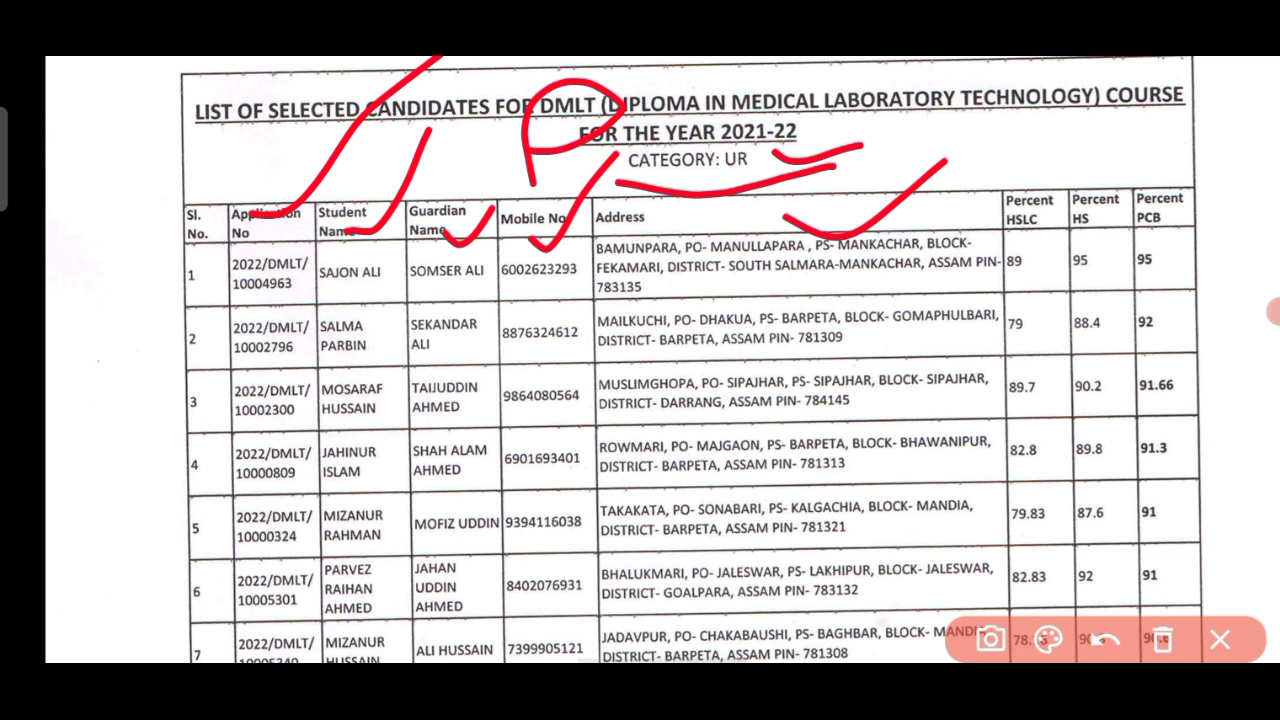 LIST OF SELECTED CANDIDATES FOR DMLT (DIPLOMA IN MEDICAL LABORATORY TECHNOLOGY) COURSE
FOR THE YEAR 2021-22
CATEGORY: UR
Sl. No. Application No Student Name Guardian Name Mobile No Address Percent HSLC Percent HS Percent PCB
1 2022/DMLT/ 10004963 SAJON ALI SOMSER ALI 6002623293 BAMUNPARA, PO- MANULLAPARA , PS- MANKACHAR, BLOCK-
FEKAMARI, DISTRICT- SOUTH SALMARA-MANKACHAR, ASSAM PIN-
783135 89 95 95
2 2022/DMLT/ 10002796 SALMA PARBIN SEKANDAR ALI 8876324612 MAILKUCHI, PO- DHAKUA, PS- BARPETA, BLOCK- GOMAPHULBARI,
DISTRICT- BARPETA, ASSAM PIN- 781309 79 88.4 92
3 2022/DMLT/ 10002300 MOSARAF HUSSAIN TAIJUDDIN AHMED 9864080564 MUSLIMGHOPA, PO- SIPAJHAR, PS- SIPAJHAR, BLOCK- SIPAJHAR,
DISTRICT- DARRANG, ASSAM PIN- 784145 89.7 90.2 91.66
4 2022/DMLT/ 10000809 JAHINUR ISLAM SHAH ALAM AHMED 6901693401 ROWMARI, PO- MAJGAON, PS- BARPETA, BLOCK- BHAWANIPUR,
DISTRICT- BARPETA, ASSAM PIN- 781313 82.8 89.8 91.3
5 2022/DMLT/ 10000324 MIZANUR RAHMAN MOFIZ UDDIN 9394116038 TAKAKATA, PO- SONABARI, PS- KALGACHIA, BLOCK- MANDIA,
DISTRICT- BARPETA, ASSAM PIN- 781321 79.83 87.6 91
6 2022/DMLT/ 10005301 PARVEZ RAIHAN AHMED JAHAN UDDIN AHMED 8402076931 BHALUKMARI, PO- JALESWAR, PS- LAKHIPUR, BLOCK- JALESWAR,
DISTRICT- GOALPARA, ASSAM PIN- 783132 82.83 92 91
7 2022/DMLT/ MIZANUR HUSSAIN ALI HUSSAIN 7399905121 JADAVPUR, PO- CHAKABAUSHI, PS- BAGHBAR, BLOCK-
DISTRICT- BARPETA, ASSAM PIN- 781308